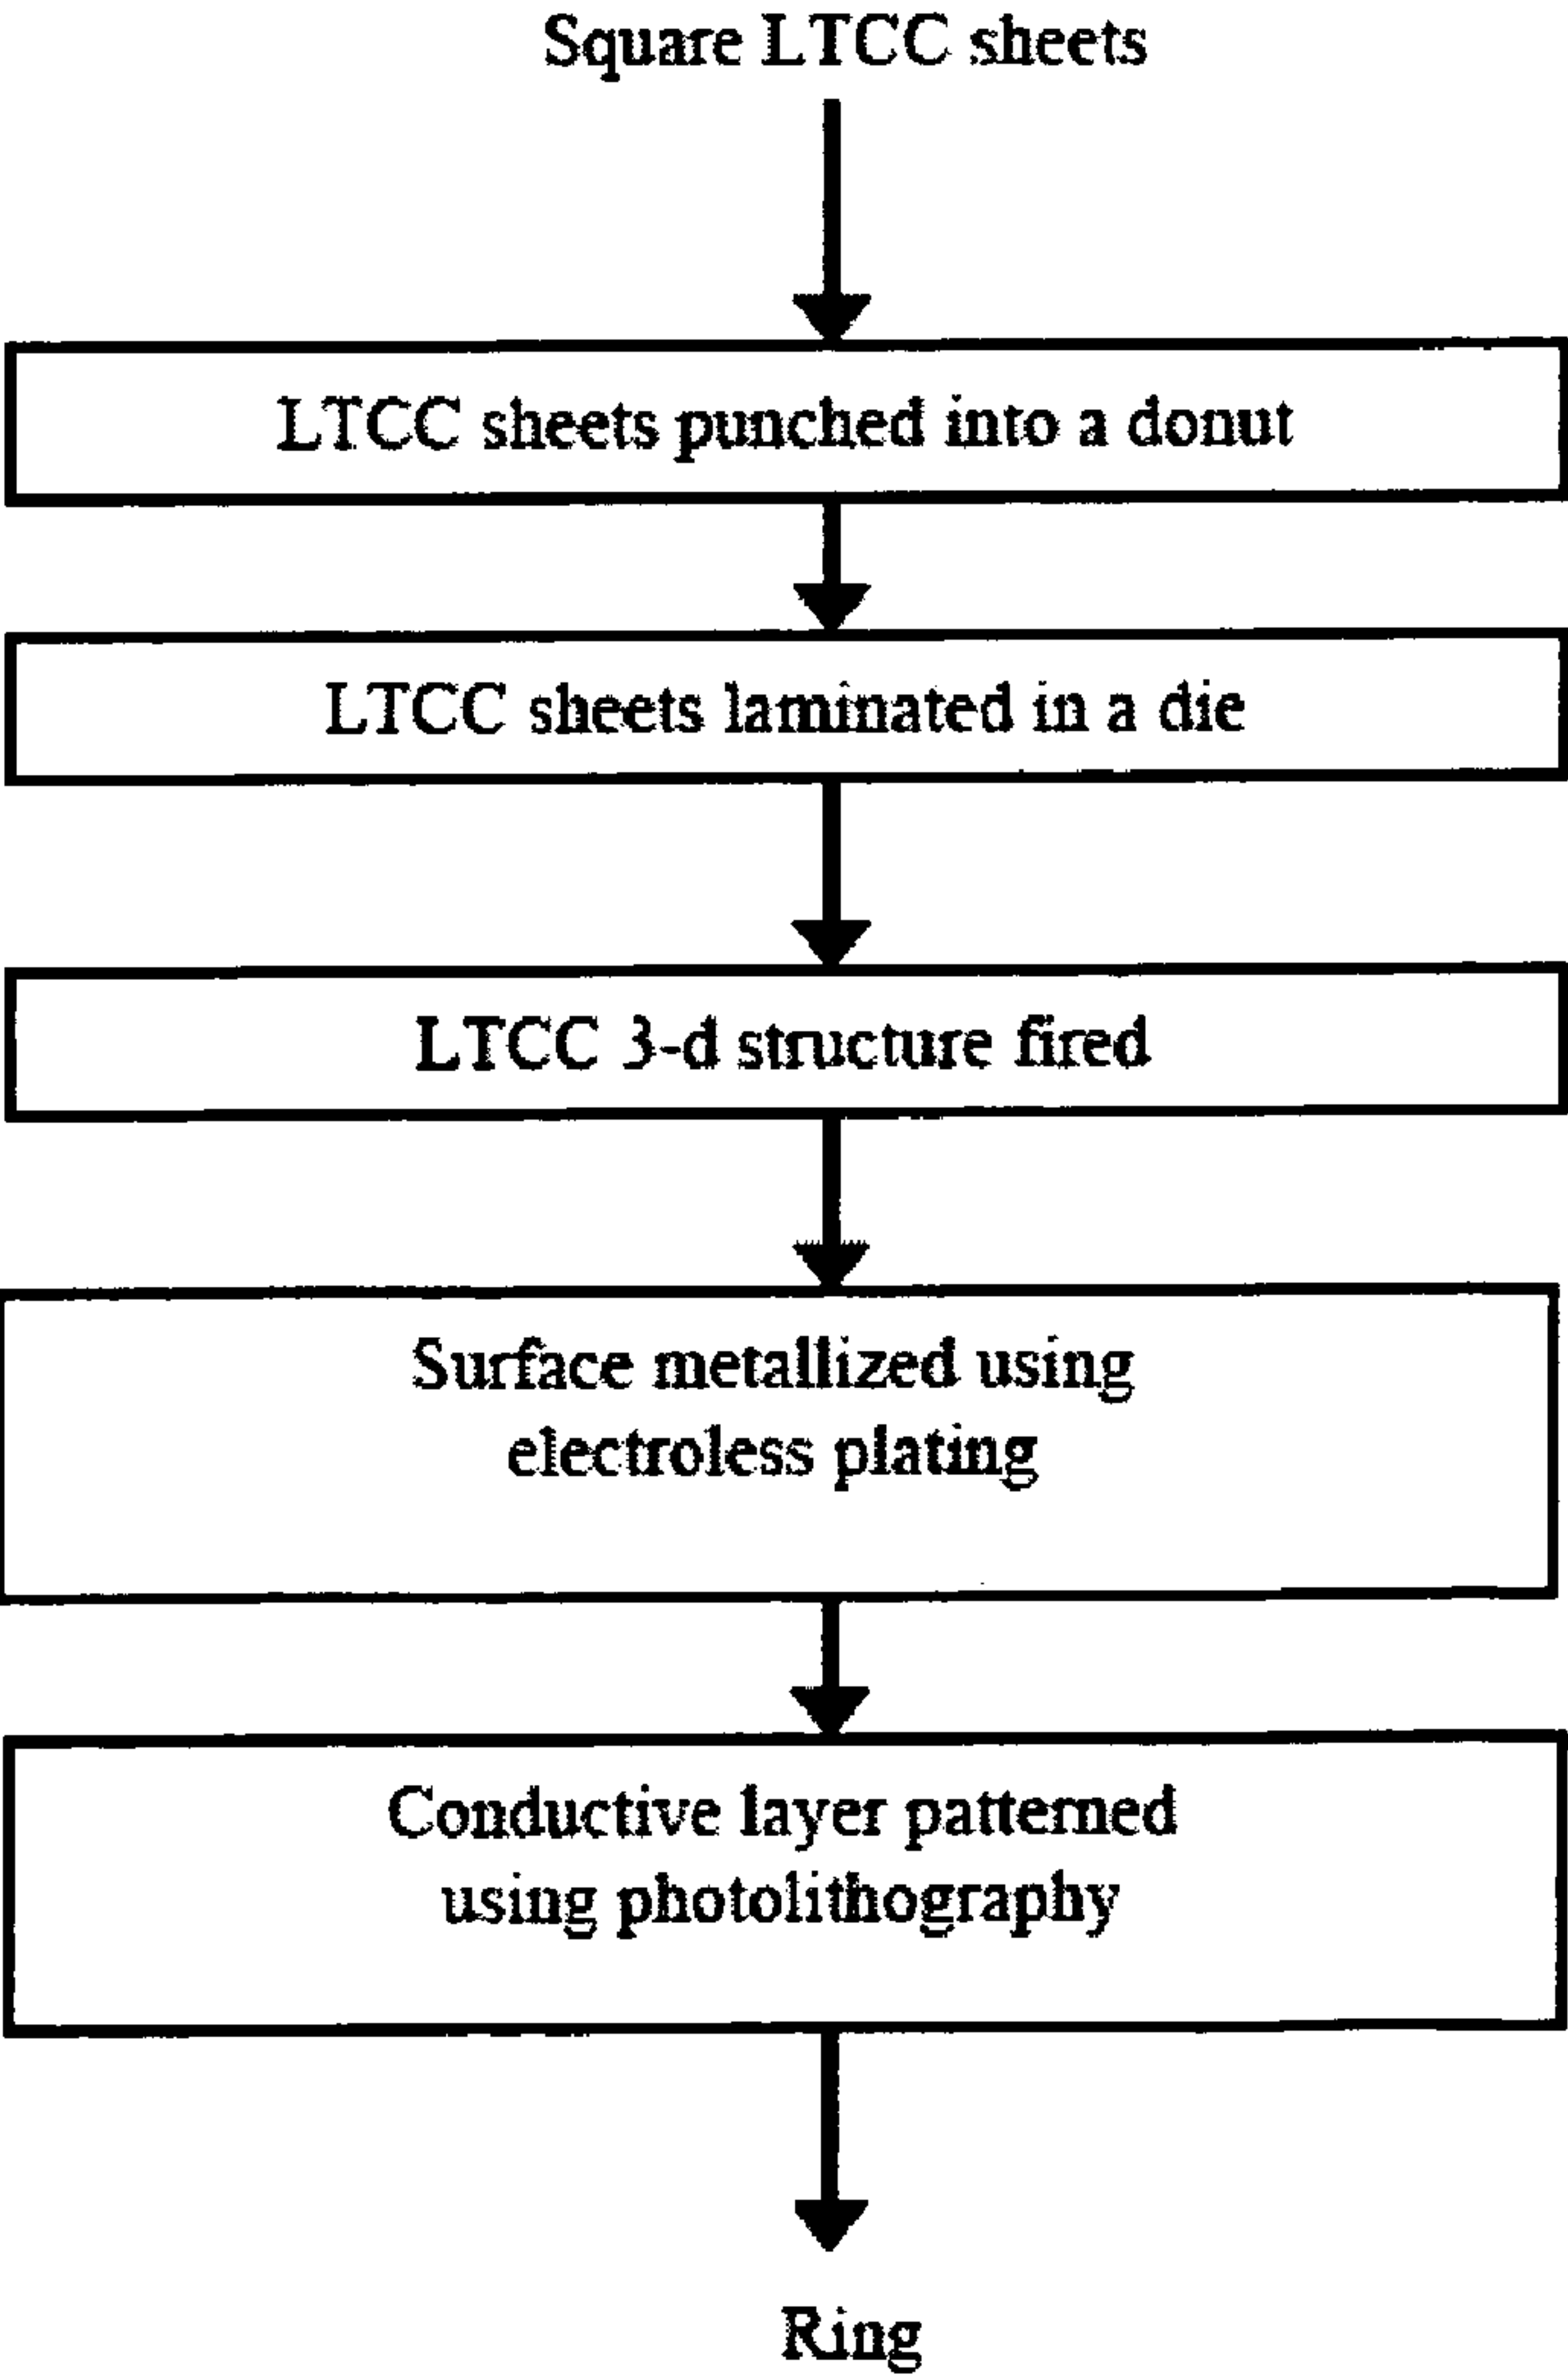 Square LTCC sheets
LTCC sheets punched into a donut
LTCC sheets laminated in a die
LTCC 3-d structure fired
Surface metallized using
electroless plating
Conductive layer patterned
using photolithography
Ring